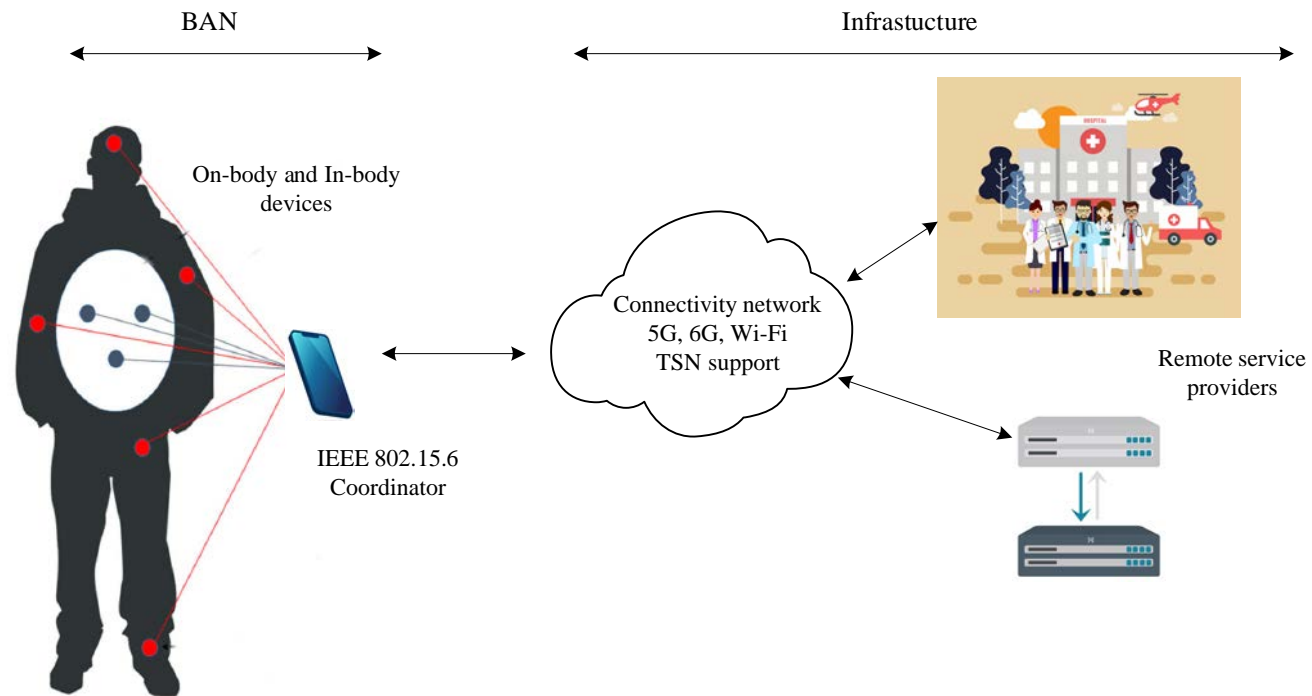 BAN
Infrastucture
On-body and In-body
devices
HOSPITAL
Connectivity network
5G, 6G, Wi-Fi
TSN support
Remote service
providers
IEEE 802.15.6
Coordinator